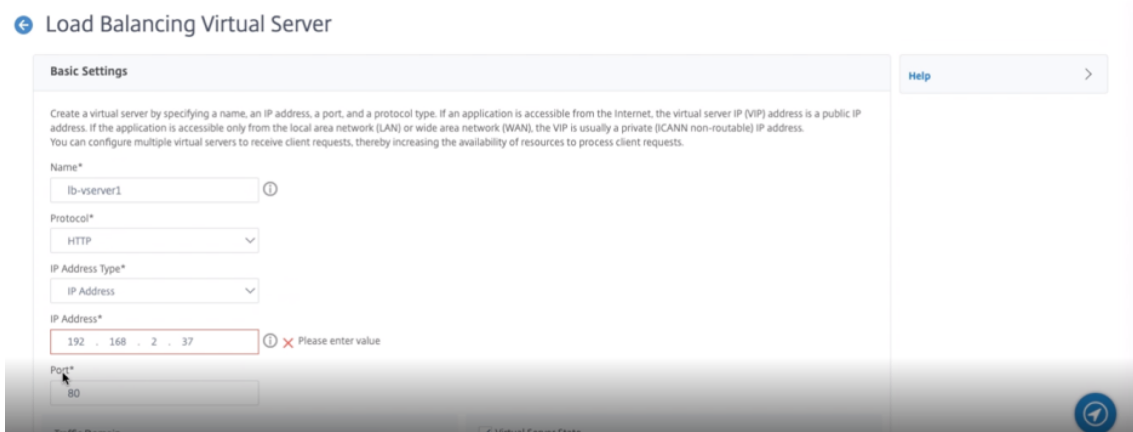 Load Balancing Virtual Server
Basic Settings
Help
Create a virtual server by specifying a name, an IP address, a port, and a protocol type. If an application is accessible from the Internet, the virtual server IP (VIP) address is a public IP
address. If the application is accessible only from the local area network (LAN) or wide area network (WAN), the VIP is usually a private (ICANN non-routable) IP address.
You can configure multiple virtual servers to receive client requests, thereby increasing the availability of resources to process client requests.
Name*
lb-vserver1
Protocol*
HTTP
IP Address Type*
IP Address
IP Address*
192 . 168 . 2 . 37
Please enter value
Port*
80
Traffic Domain
Virtual Server State